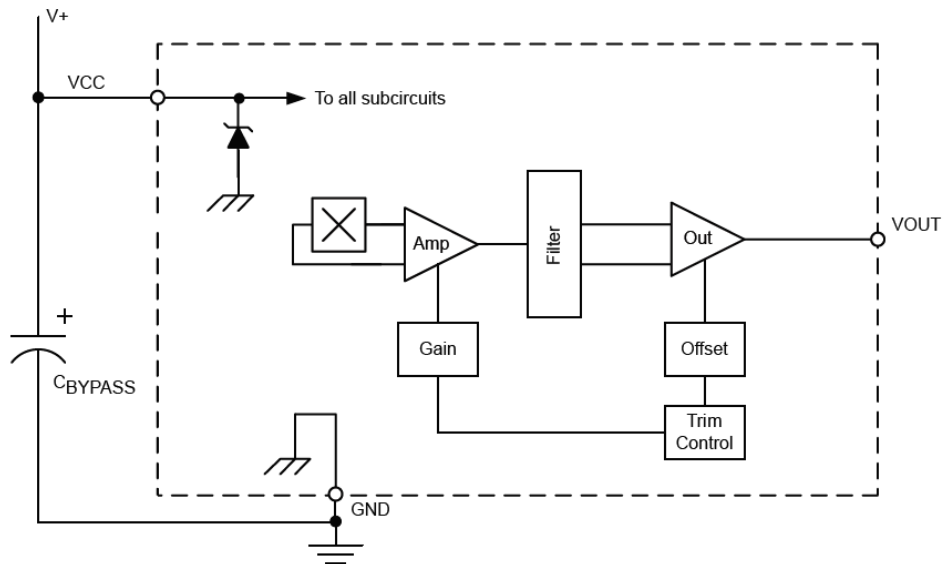 V+
VCC
To all subcircuits
Amp
Filter
Out
VOUT
+
Gain
Offset
CBYPASS
Trim
Control
GND